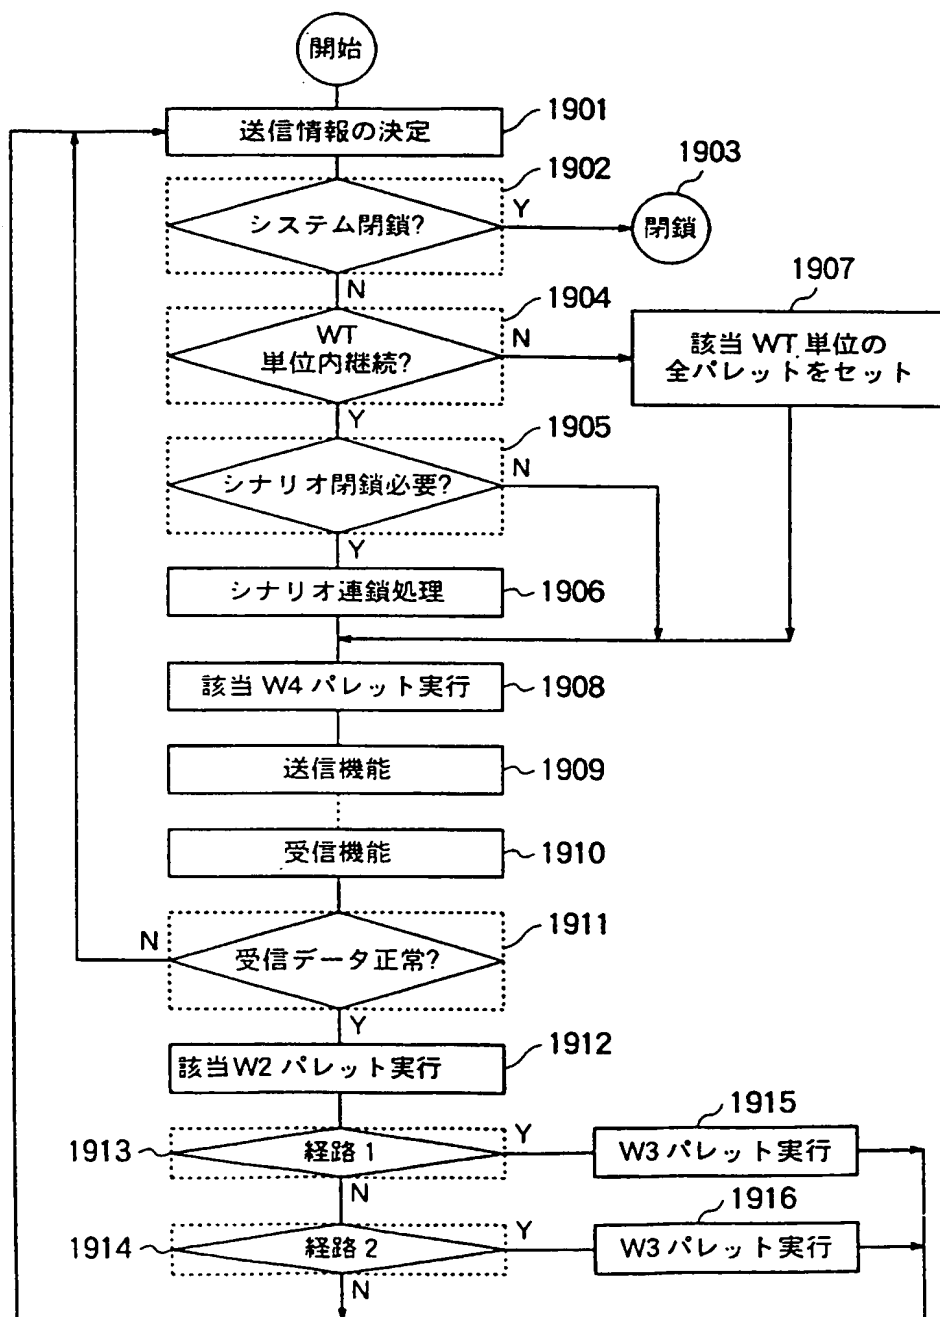 開始
送信情報の決定
1901
1902
システム閉鎖?
Y
1903
閉鎖
N
1904
WT
単位内継続?
N
1907
該当 WT 単位の
全パレットをセット
Y
1905
シナリオ閉鎖必要?
N
Y
シナリオ連鎖処理
1906
該当 W4 パレット実行
1908
送信機能
1909
受信機能
1910
1911
受信データ正常?
N
Y
1912
該当W2 パレット実行
1913
経路 1
Y
1915
W3 パレット実行
N
1914
経路 2
Y
1916
W3 パレット実行
N